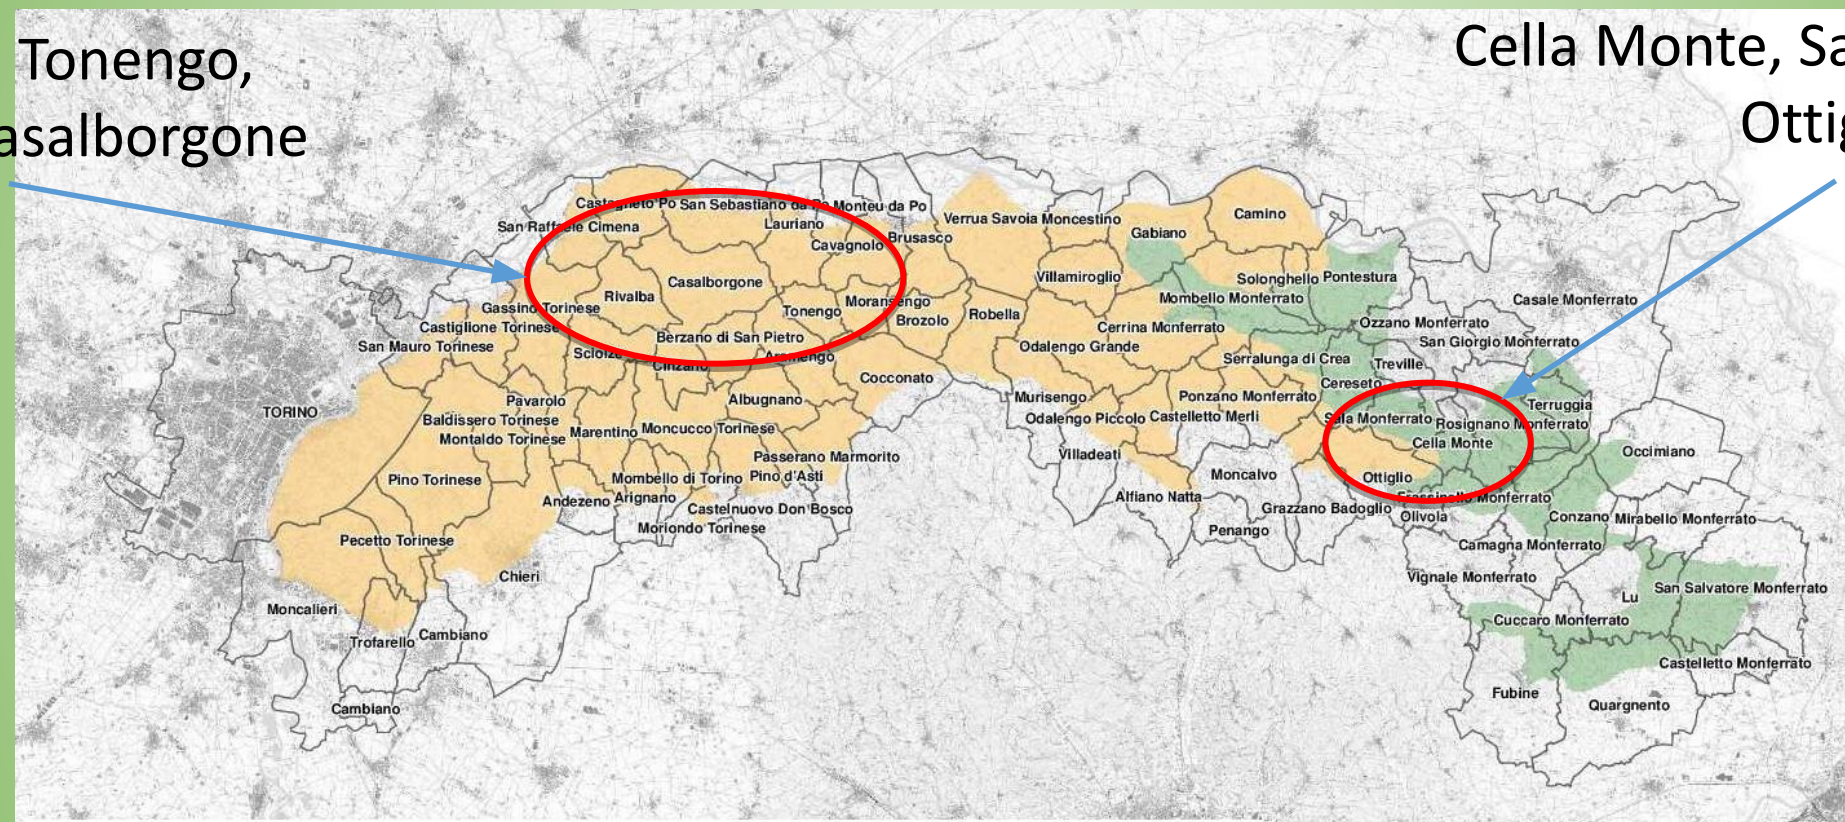 Tonengo,
asalborgone
Cella Monte, Sa
Ottig
Castagneto Po San Sebastiano da Po Monteu da Po
San Raffaele Cimena
Lauriano
Cavagnolo
Brusasco
Verrua Savoia Moncestino
Gabiano
Camino
Casalborgone
Rivalba
Gassino Torinese
Tonengo
Moransengo
Brozolo
Robella
Villamiroglio
Solonghello
Pontestura
Mombello Monferrato
Casale Monferrato
Castiglione Torinese
San Mauro Torinese
Berzano di San Pietro
Sciolze
Cinzano
Aramengo
Cerrina Monferrato
Odalengo Grande
Ozzano Monferrato
San Giorgio Monferrato
Serralunga di Crea
Treville
Cereseto
Cocconato
TORINO
Pavarolo
Albugnano
Murisengo
Ponzano Monferrato
Terruggia
Baldissero Torinese
Montaldo Torinese
Marentino
Moncucco Torinese
Odalengo Piccolo
Castelletto Merli
Sala Monferrato
Rosignano Monferrato
Cella Monte
Passerano Marmorito
Villadeati
Occimiano
Pino Torinese
Mombello di Torino
Pino d'Asti
Moncalvo
Ottiglio
Andezeno
Arignano
Castelnuovo Don Bosco
Moriondo Torinese
Alfiano Natta
Grazzano Badoglio
Frassinello Monferrato
Olivola
Penango
Conzano
Mirabello Monferrato
Pecetto Torinese
Camagna Monferrato
Chieri
Vignale Monferrato
Lu
San Salvatore Monferrato
Moncalieri
Cuccaro Monferrato
Trofarello
Cambiano
Castelletto Monferrato
Fubine
Quargnento
Cambiano